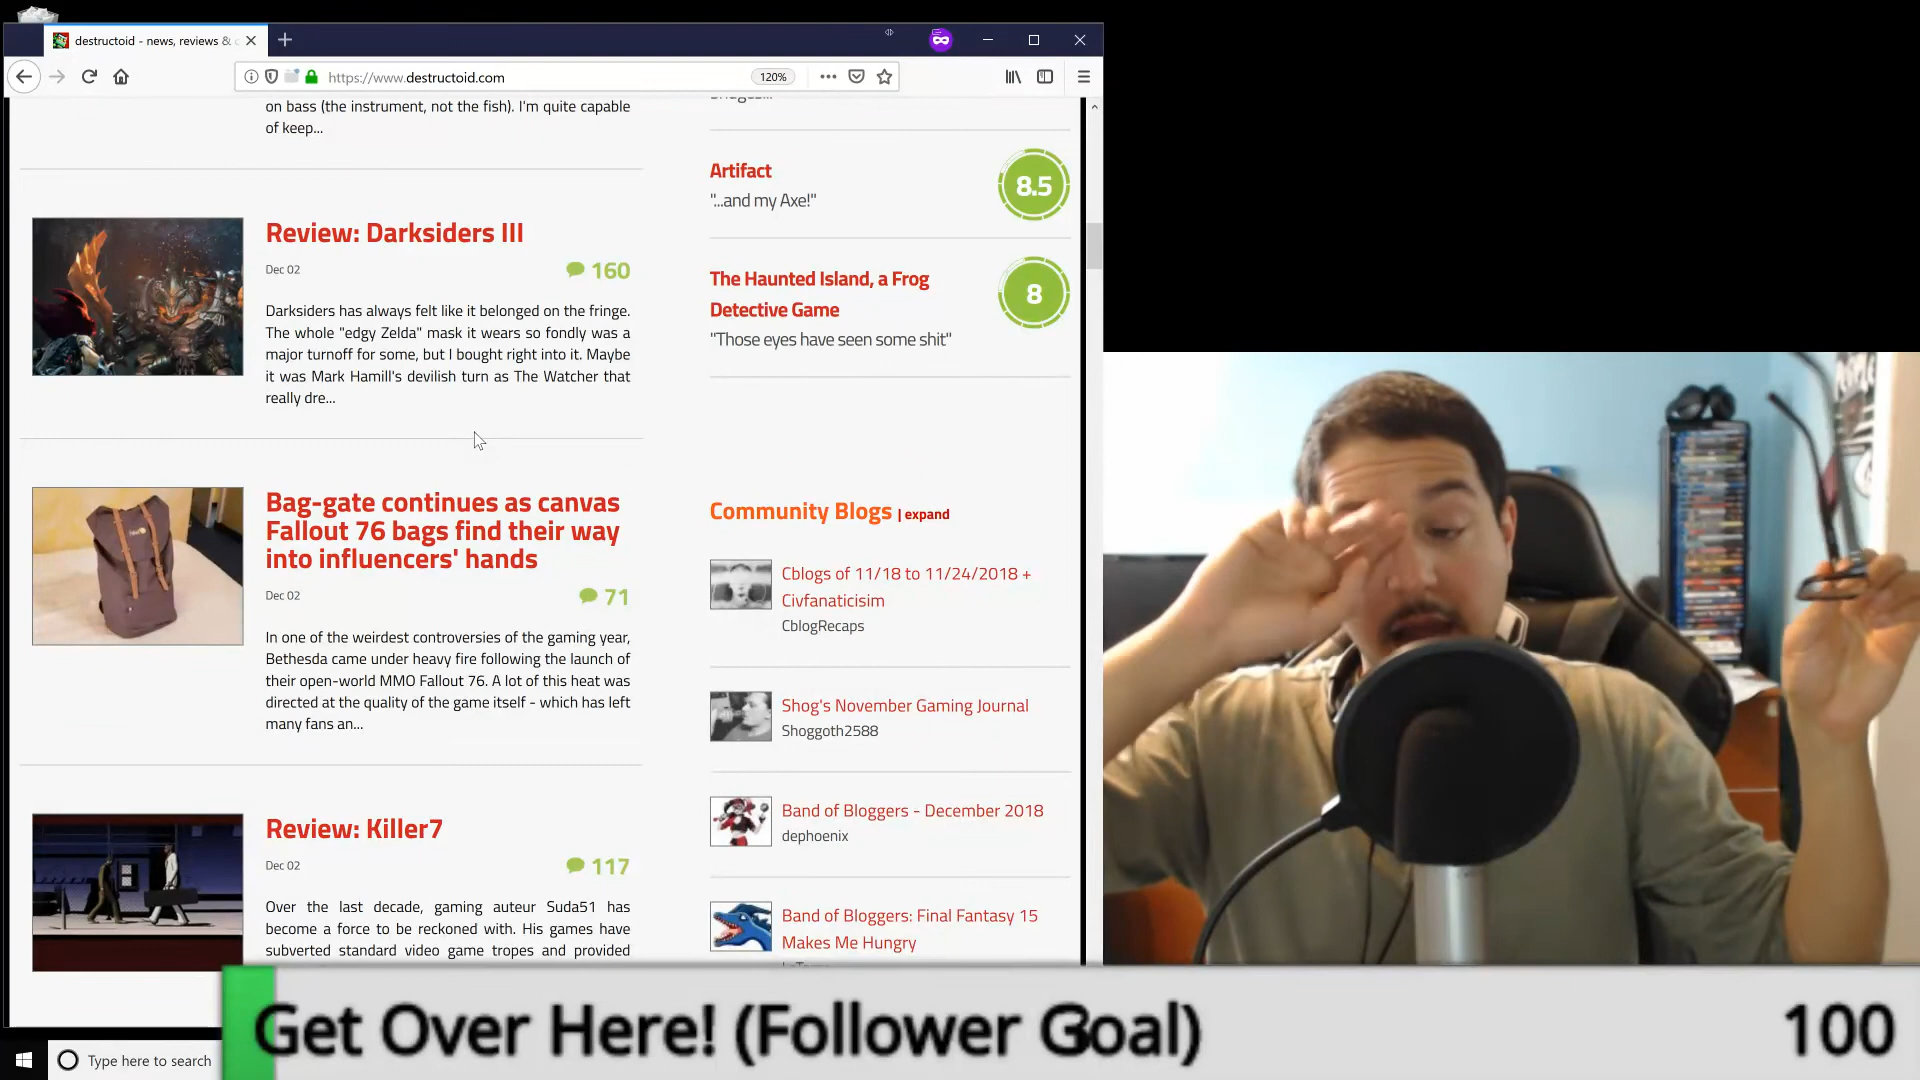 destructoid - news, reviews &
https://www.destructoid.com
120%
on bass (the instrument, not the fish). I'm quite capable
of keep...
Review: Darksiders III
Dec 02
160
Darksiders has always felt like it belonged on the fringe.
The whole "edgy Zelda" mask it wears so fondly was a
major turnoff for some, but I bought right into it. Maybe
it was Mark Hamill's devilish turn as The Watcher that
really dre...
Bag-gate continues as canvas
Fallout 76 bags find their way
into influencers' hands
Dec 02
71
In one of the weirdest controversies of the gaming year,
Bethesda came under heavy fire following the launch of
their open-world MMO Fallout 76. A lot of this heat was
directed at the quality of the game itself - which has left
many fans an...
Review: Killer7
Dec 02
117
Over the last decade, gaming auteur Suda51 has
become a force to be reckoned with. His games have
subverted standard video game tropes and provided
Artifact
"...and my Axe!"
8.5
The Haunted Island, a Frog
Detective Game
"Those eyes have seen some shit"
8
Community Blogs | expand
Cblogs of 11/18 to 11/24/2018 +
Civfanaticisim
CblogRecaps
Shog's November Gaming Journal
Shoggoth2588
Band of Bloggers - December 2018
dephoenix
Band of Bloggers: Final Fantasy 15
Makes Me Hungry
Get Over Here! (Follower Goal)
3
100
Type here to search